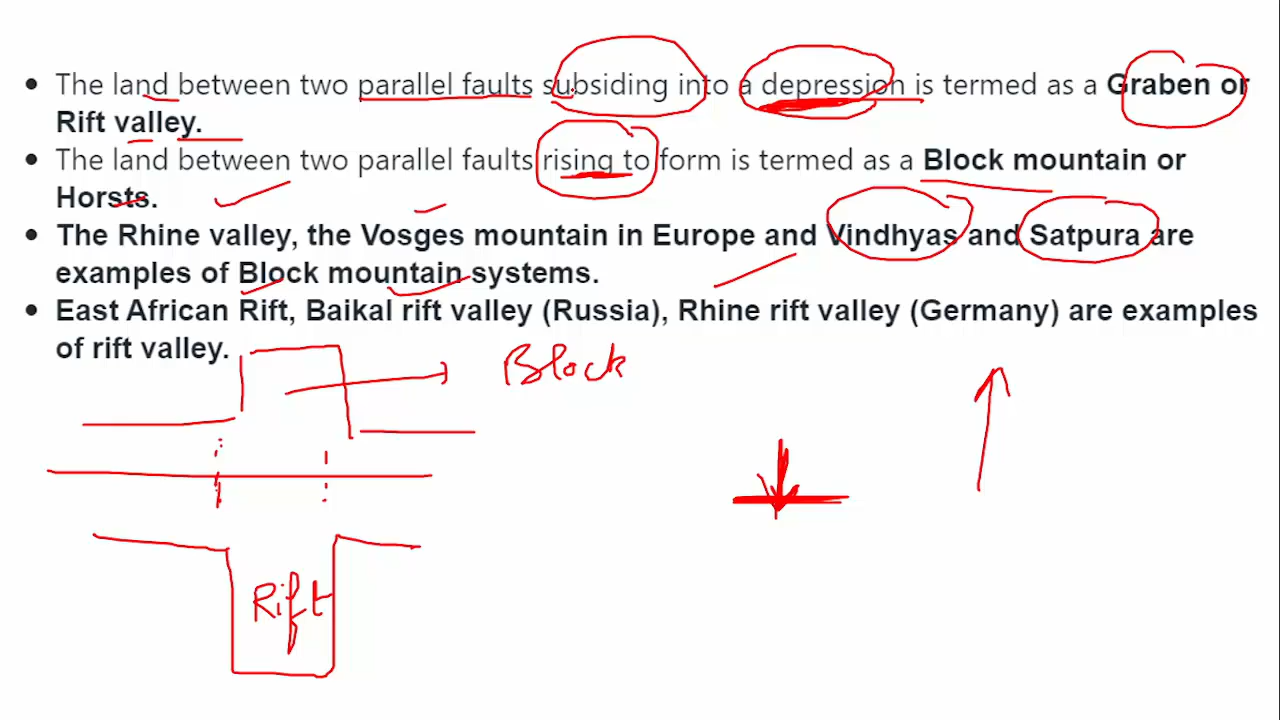 • The land between two parallel faults subsiding into a depression is termed as a Graben or
Rift valley.
• The land between two parallel faults rising to form is termed as a Block mountain or
Horsts.
• The Rhine valley, the Vosges mountain in Europe and Vindhyas and Satpura are
examples of Block mountain systems.
• East African Rift, Baikal rift valley (Russia), Rhine rift valley (Germany) are examples
of rift valley.
Block
Rift